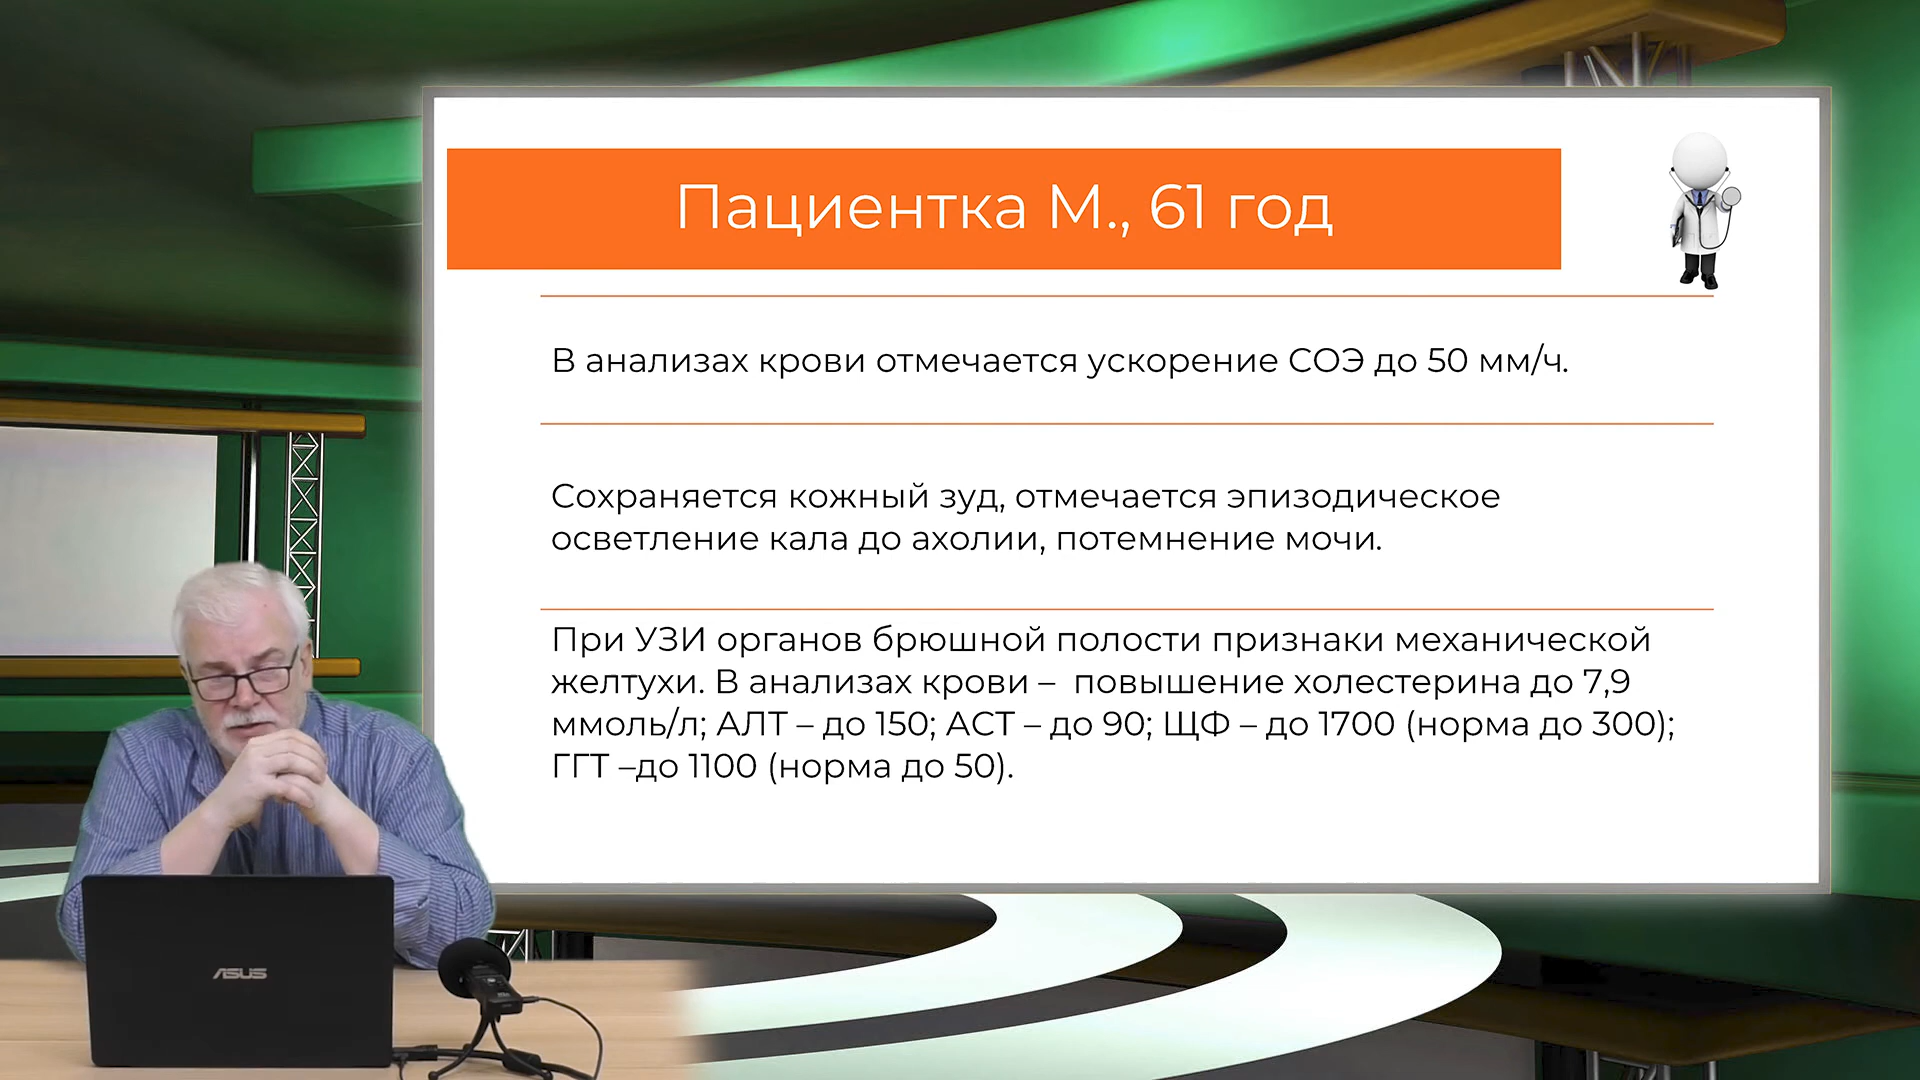 Пациентка М., 61 год
В анализах крови отмечается ускорение СОЭ до 50 мм/ч.
Сохраняется кожный зуд, отмечается эпизодическое
осветление кала до ахолии, потемнение мочи.
При УЗИ органов брюшной полости признаки механической
желтухи. В анализах крови – повышение холестерина до 7,9
ммоль/л; АЛТ – до 150; АСТ – до 90; ЩФ – до 1700 (норма до 300);
ГГТ –до 1100 (норма до 50).
ASUS